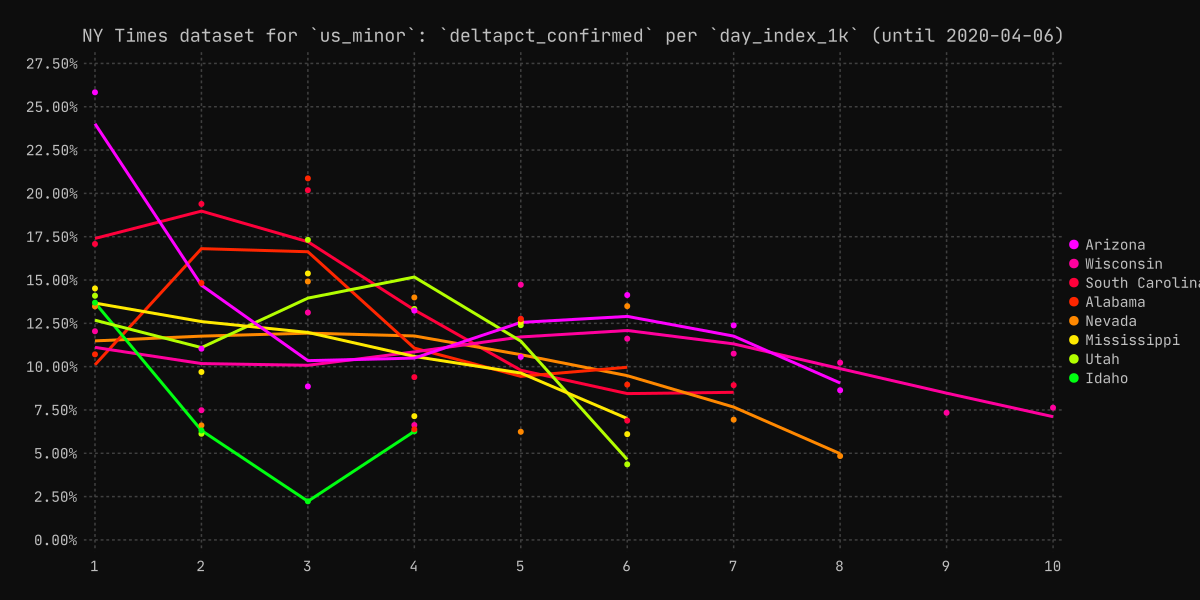 NY Times dataset for `us_minor`: `deltapct_confirmed` per `day_index_1k` (until 2020-04-06)
27.50%
25.00%
22.50%
20.00%
17.50%
15.00%
12.50%
10.00%
7.50%
5.00%
2.50%
0.00%
1 2 3 4 5 6 7 8 9 10
Arizona
Wisconsin
South Carolina
Alabama
Nevada
Mississippi
Utah
Idaho